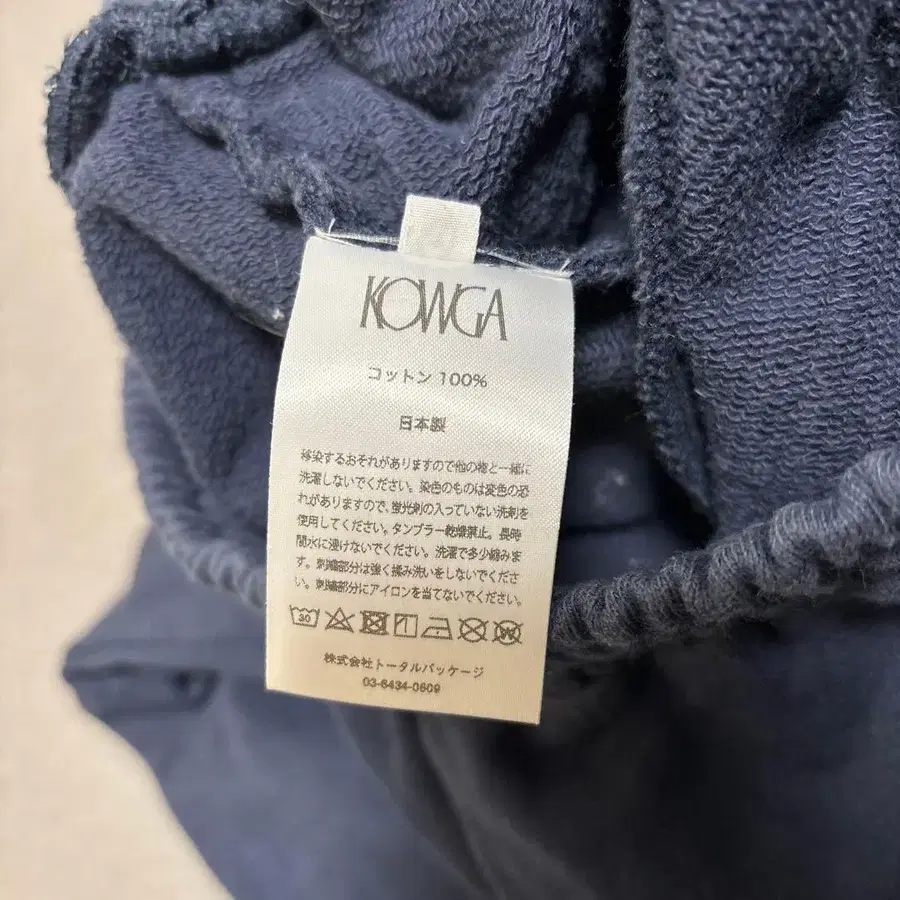 KOWGA
コットン 100%
日本製
移染するおそれがありますので他の物と一緒に
洗濯しないでください。染色のものは変色の恐
れがありますので、蛍光剤の入っていない洗剤を
使用してください。タンブラー乾燥禁止。長時
間水に浸けないでください。洗濯で多少縮みま
す。刺繍部分は強く揉み洗いをしないでくださ
い。刺繍部分にアイロンを当てないでください。
30 W
株式会社トータルパッケージ
03-6434-0609